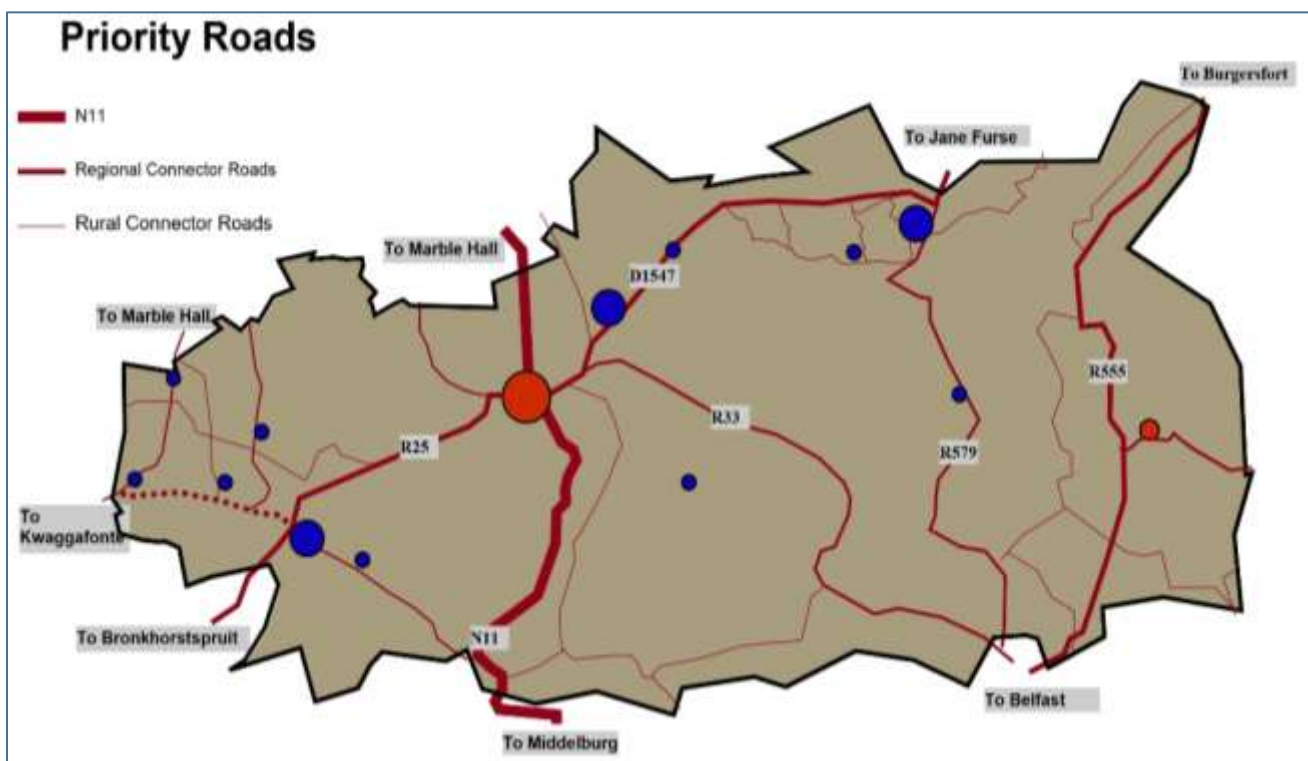 Priority Roads
To Burgersfort
N11
To Jane Furse
Regional Connector Roads
Rural Connector Roads
To Marble Hall
D1547
To Marble Hall
R555
R33
R25
R579
To
Kwaggafonte
To Bronkhorstspruit
N11
To Belfast
To Middelburg